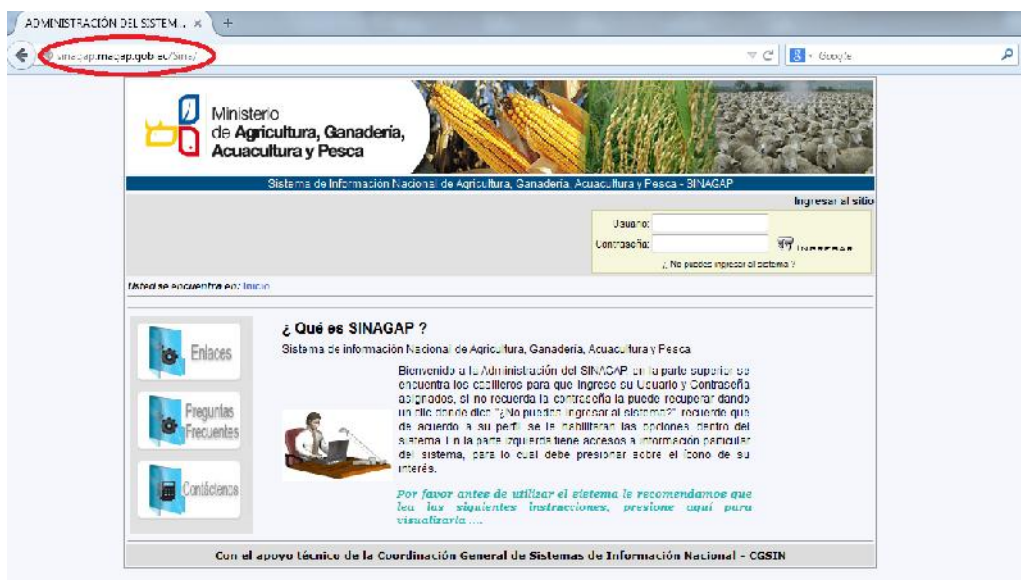 ADMINISTRACIÓN DEL SISTEM...
sinagap.magap.gob.ec/Sina/
Google
Ministerio
de Agricultura, Ganadería,
Acuacultura y Pesca
Sistema de Información Nacional de Agricultura, Ganadería, Acuacultura y Pesca - SINAGAP
Ingresar al sitio
Usuario:
Contraseña:
INGRESAR
¿ No puedes ingresar al sistema ?
Usted se encuentra en: Inicio
¿ Qué es SINAGAP ?
Sistema de información Nacional de Agricultura, Ganadería, Acuacultura y Pesca
Enlaces
Preguntas
Frecuentes
Contáctenos
Bienvenido a la Administración del SINAGAP en la parte superior se
encuentra los casilleros para que ingrese su Usuario y Contraseña
asignados, si no recuerda la contraseña la puede recuperar dando
un clic donde dice "¿No puedes ingresar al sistema?" recuerde que
de acuerdo a su perfil se le habilitaran las opciones dentro del
sistema. En la parte izquierda tiene accesos a información particular
del sistema, para lo cual debe presionar sobre el ícono de su
interés.
Por favor antes de utilizar el sistema le recomendamos que
lea las siguientes instrucciones, presione aquí para
visualizarla ....
Con el apoyo técnico de la Coordinación General de Sistemas de Información Nacional - CGSIN